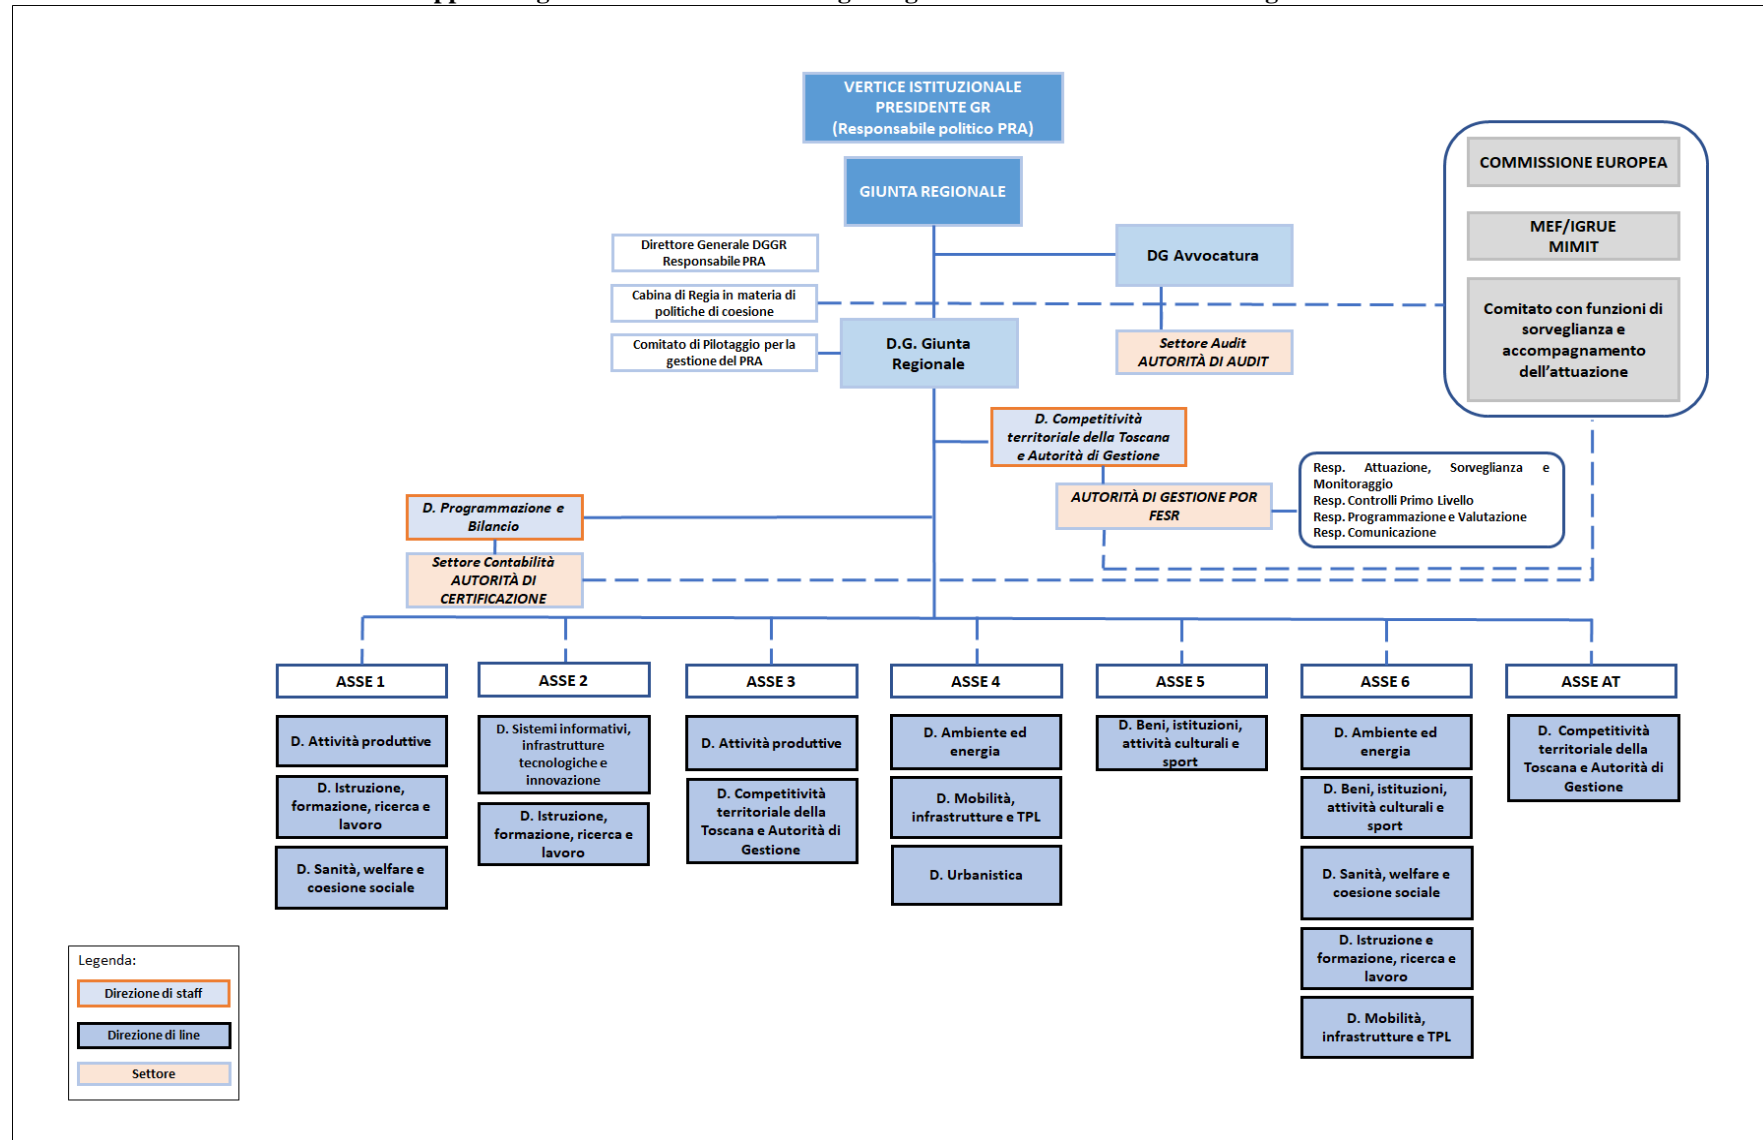 VERTICE ISTITUZIONALE
PRESIDENTE GR
(Responsabile politico PRA)
GIUNTA REGIONALE
Direttore Generale DGGR
Responsabile PRA
Cabina di Regia in materia di
politiche di coesione
Comitato di Pilotaggio per la
gestione del PRA
D.G. Giunta
Regionale
DG Avvocatura
Settore Audit
AUTORITÀ DI AUDIT
COMMISSIONE EUROPEA
MEF/IGRUE
MIMIT
Comitato con funzioni di
sorveglianza e
accompagnamento
dell'attuazione
D. Competitività
territoriale della Toscana
e Autorità di Gestione
AUTORITÀ DI GESTIONE POR
FESR
Resp. Attuazione, Sorveglianza e
Monitoraggio
Resp. Controlli Primo Livello
Resp. Programmazione e Valutazione
Resp. Comunicazione
D. Programmazione e
Bilancio
Settore Contabilità
AUTORITÀ DI
CERTIFICAZIONE
ASSE 1
D. Attività produttive
D. Istruzione,
formazione, ricerca e
lavoro
D. Sanità, welfare e
coesione sociale
ASSE 2
D. Sistemi informativi,
infrastrutture
tecnologiche e
innovazione
D. Istruzione,
formazione, ricerca e
lavoro
ASSE 3
D. Attività produttive
D. Competitività
territoriale della
Toscana e Autorità di
Gestione
ASSE 4
D. Ambiente ed
energia
D. Mobilità,
infrastrutture e TPL
D. Urbanistica
ASSE 5
D. Beni, istituzioni,
attività culturali e
sport
ASSE 6
D. Ambiente ed
energia
D. Beni, istituzioni,
attività culturali e
sport
D. Sanità, welfare e
coesione sociale
D. Istruzione e
formazione, ricerca e
lavoro
D. Mobilità,
infrastrutture e TPL
ASSE AT
D. Competitività
territoriale della
Toscana e Autorità di
Gestione
Legenda:
Direzione di staff
Direzione di line
Settore